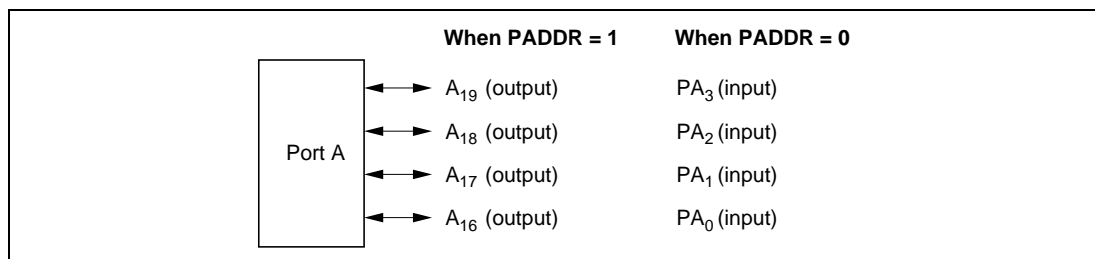 When PADDR = 1 When PADDR = 0
A19 (output) PA3 (input)
A18 (output) PA2 (input)
Port A
A17 (output) PA1 (input)
A16 (output) PA0 (input)